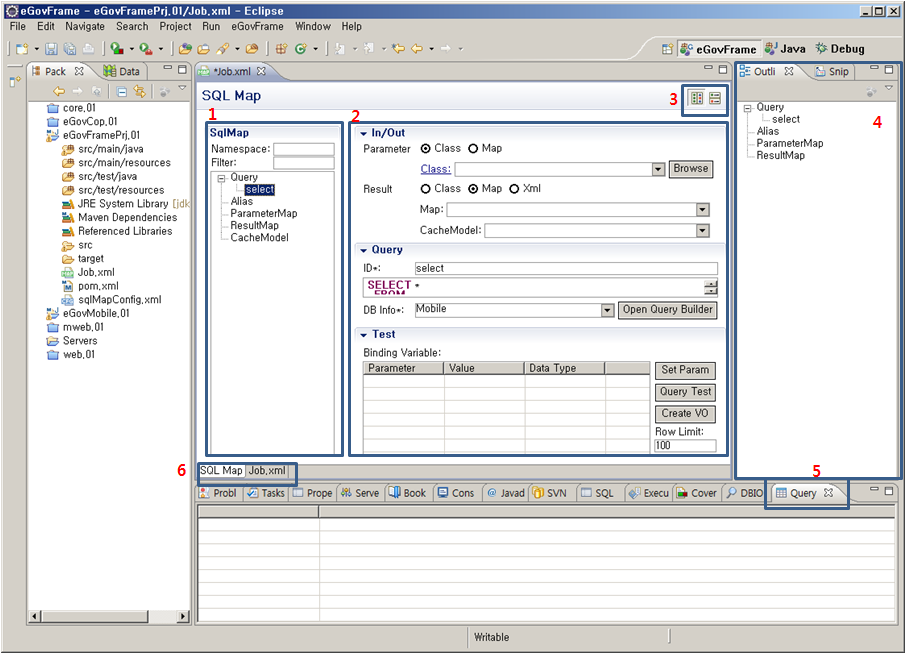 eGovFrame - eGovFramePrj.01/Job.xml - Eclipse
File Edit Navigate Search Project Run eGovFrame Window Help
eGovFrame Java Debug
Pack Data
core.01
eGovCop.01
eGovFramePrj.01
src/main/java
src/main/resources
src/test/java
src/test/resources
JRE System Library [jdk
Maven Dependencies
Referenced Libraries
src
target
Job.xml
pom.xml
sqlMapConfig.xml
eGovMobile.01
mweb.01
Servers
web.01
*Job.xml
SQL Map
3
1
SqlMap
Namespace:
Filter:
Query
select
Alias
ParameterMap
ResultMap
CacheModel
2
In/Out
Parameter Class Map
Class: Browse
Result Class Map Xml
Map:
CacheModel:
Query
ID*: select
SELECT *
FROM
DB Info*: Mobile Open Query Builder
Test
Binding Variable:
Parameter Value Data Type
Set Param
Query Test
Create VO
Row Limit:
100
6
SQL Map Job.xml
Outli Snip
4
Query
select
Alias
ParameterMap
ResultMap
5
Probl Tasks Prope Serve Book Cons Javad SVN SQL Execu Cover DBIO Query
Writable